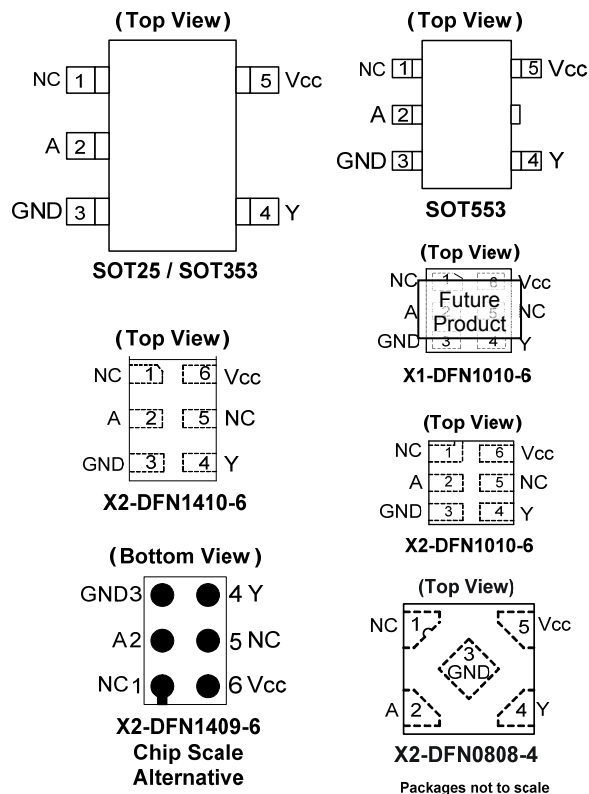 (Top View)
NC 1 5 Vcc
A 2
GND 3 4 Y
SOT25 / SOT353
(Top View)
NC 1 5 Vcc
A 2
GND 3 4 Y
SOT553
(Top View)
NC 1 6 Vcc
A 2 5 NC
GND 3 4 Y
Future
Product
X1-DFN1010-6
(Top View)
NC 1 6 Vcc
A 2 5 NC
GND 3 4 Y
X2-DFN1410-6
(Top View)
NC 1 6 Vcc
A 2 5 NC
GND 3 4 Y
X2-DFN1010-6
(Bottom View)
GND3 4 Y
A2 5 NC
NC1 6 Vcc
X2-DFN1409-6
Chip Scale
Alternative
(Top View)
NC 1 5 Vcc
3
GND
A 2 4 Y
X2-DFN0808-4
Packages not to scale